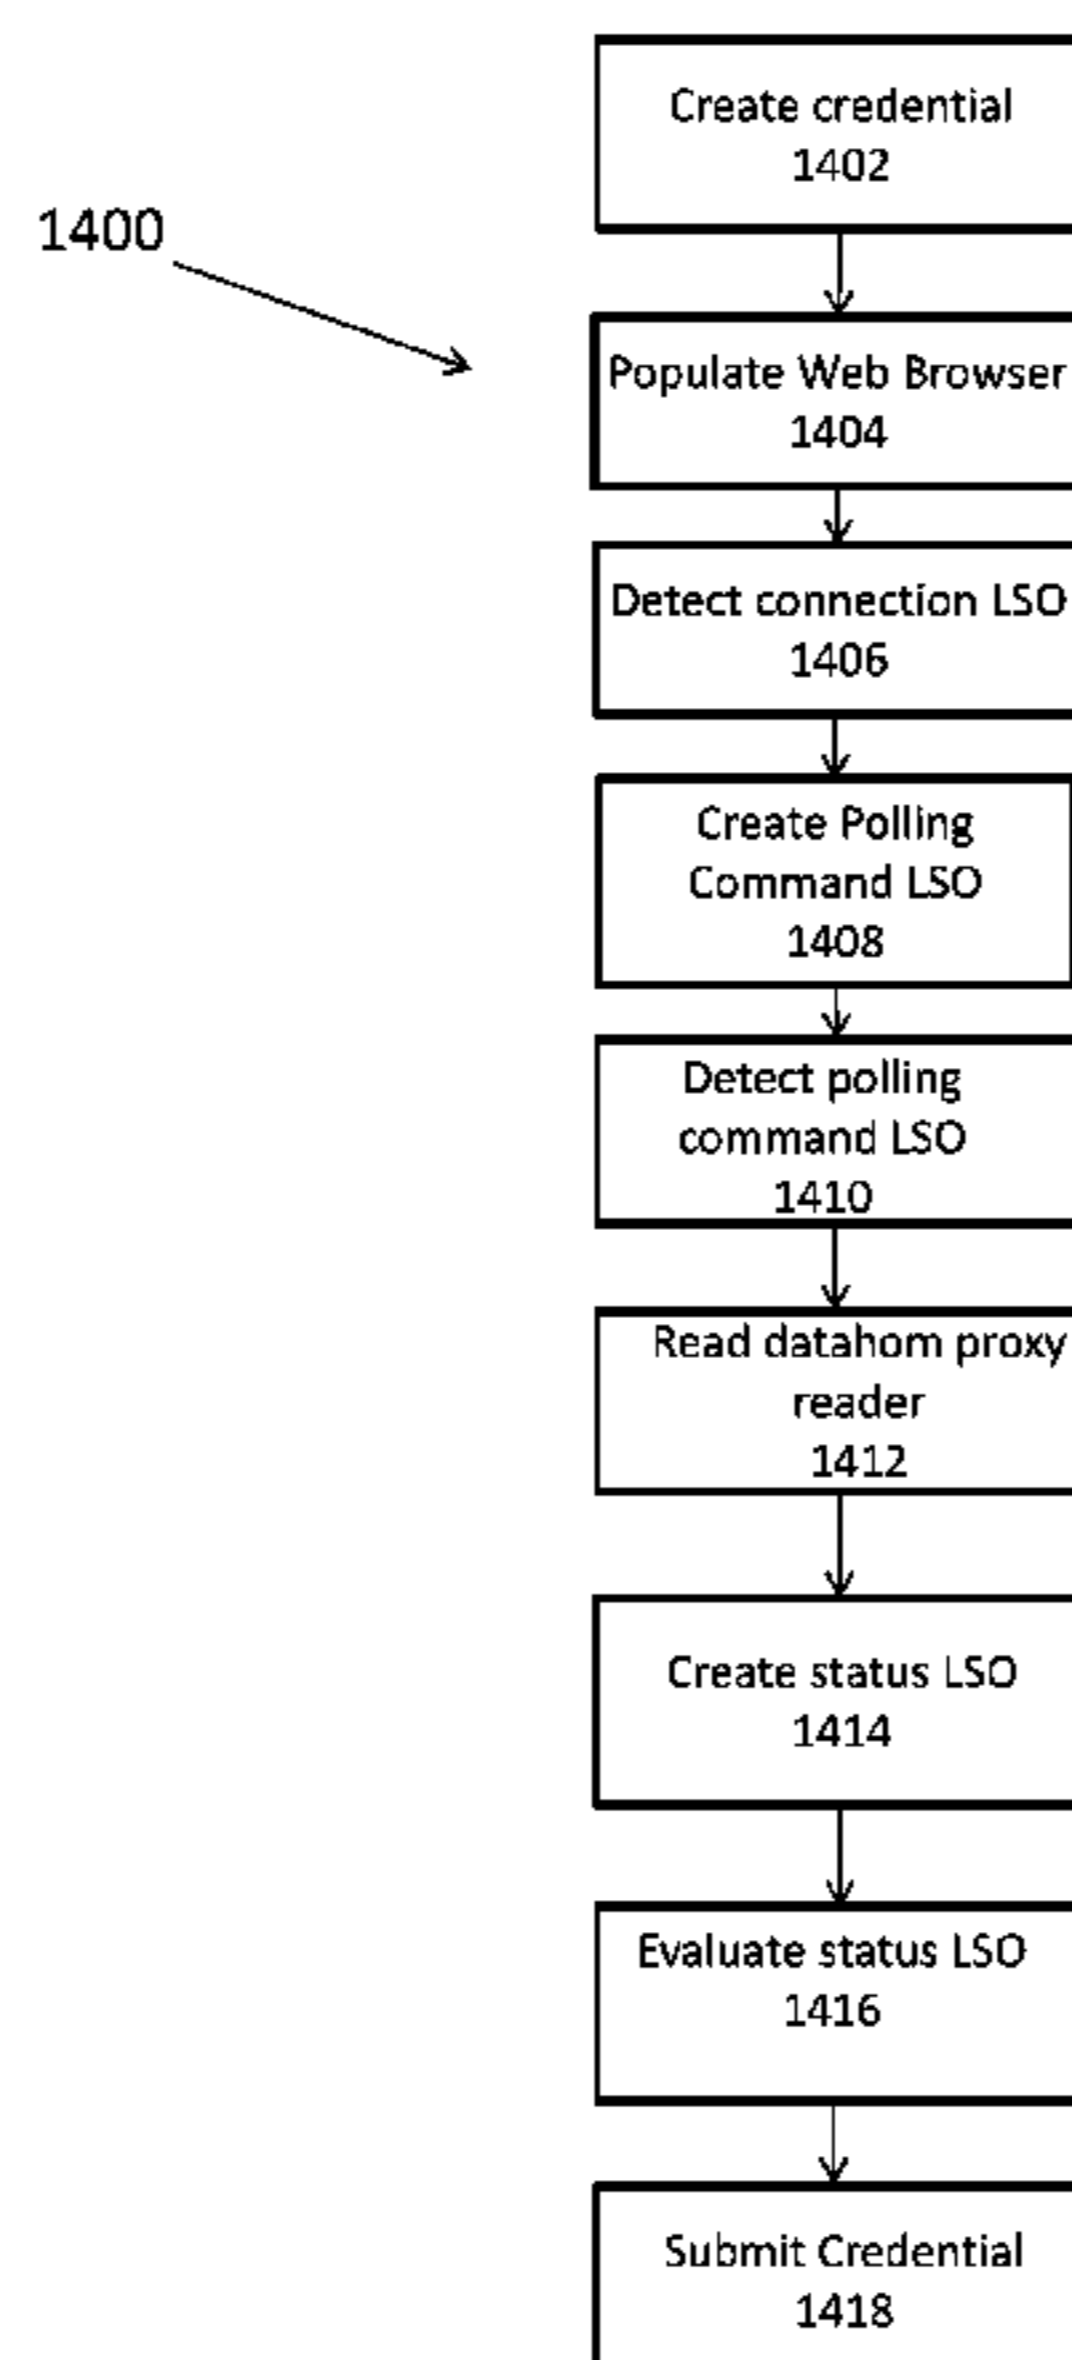 Create credential
1402
1400
Populate Web Browser
1404
Detect connection LSO
1406
Create Polling
Command LSO
1408
Detect polling
command LSO
1410
Read datahom proxy
reader
1412
Create status LSO
1414
Evaluate status LSO
1416
Submit Credential
1418